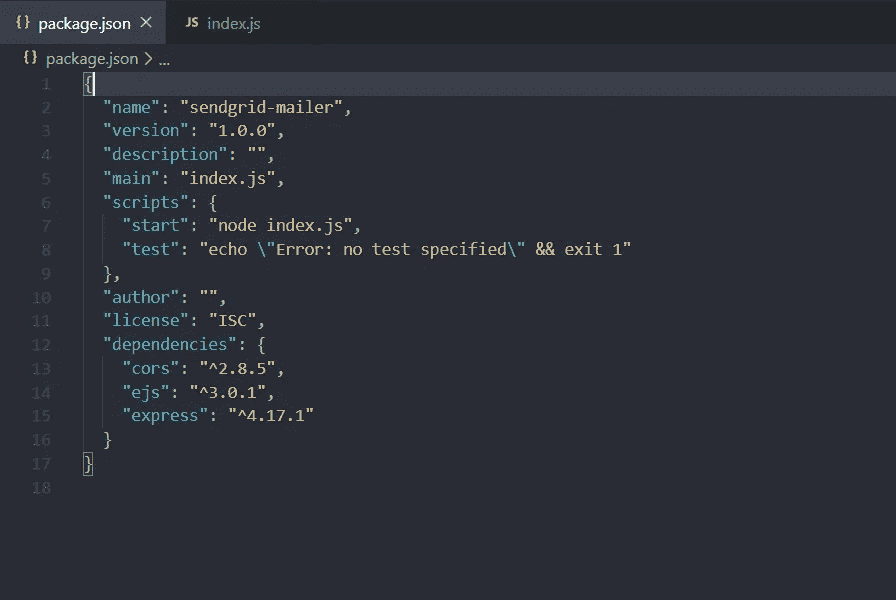 {} package.json × JS index.js
{} package.json > ...
1 {
2 "name": "sendgrid-mailer",
3 "version": "1.0.0",
4 "description": "",
5 "main": "index.js",
6 "scripts": {
7 "start": "node index.js",
8 "test": "echo \"Error: no test specified\" && exit 1"
9 },
10 "author": "",
11 "license": "ISC",
12 "dependencies": {
13 "cors": "^2.8.5",
14 "ejs": "^3.0.1",
15 "express": "^4.17.1"
16 }
17 }
18